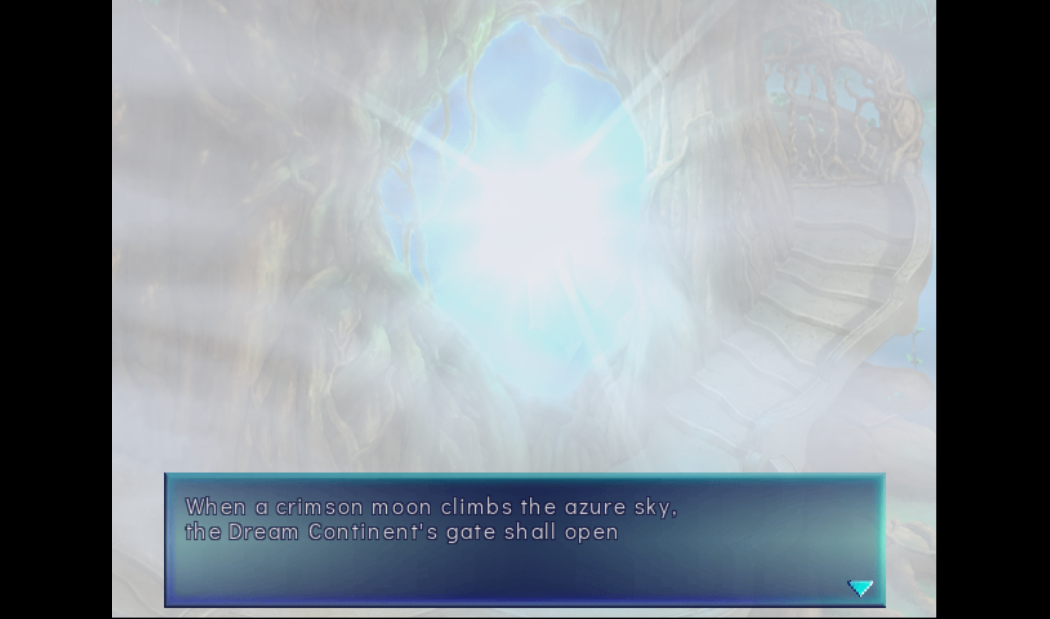 When a crimson moon climbs the azure sky,
the Dream Continent's gate shall open